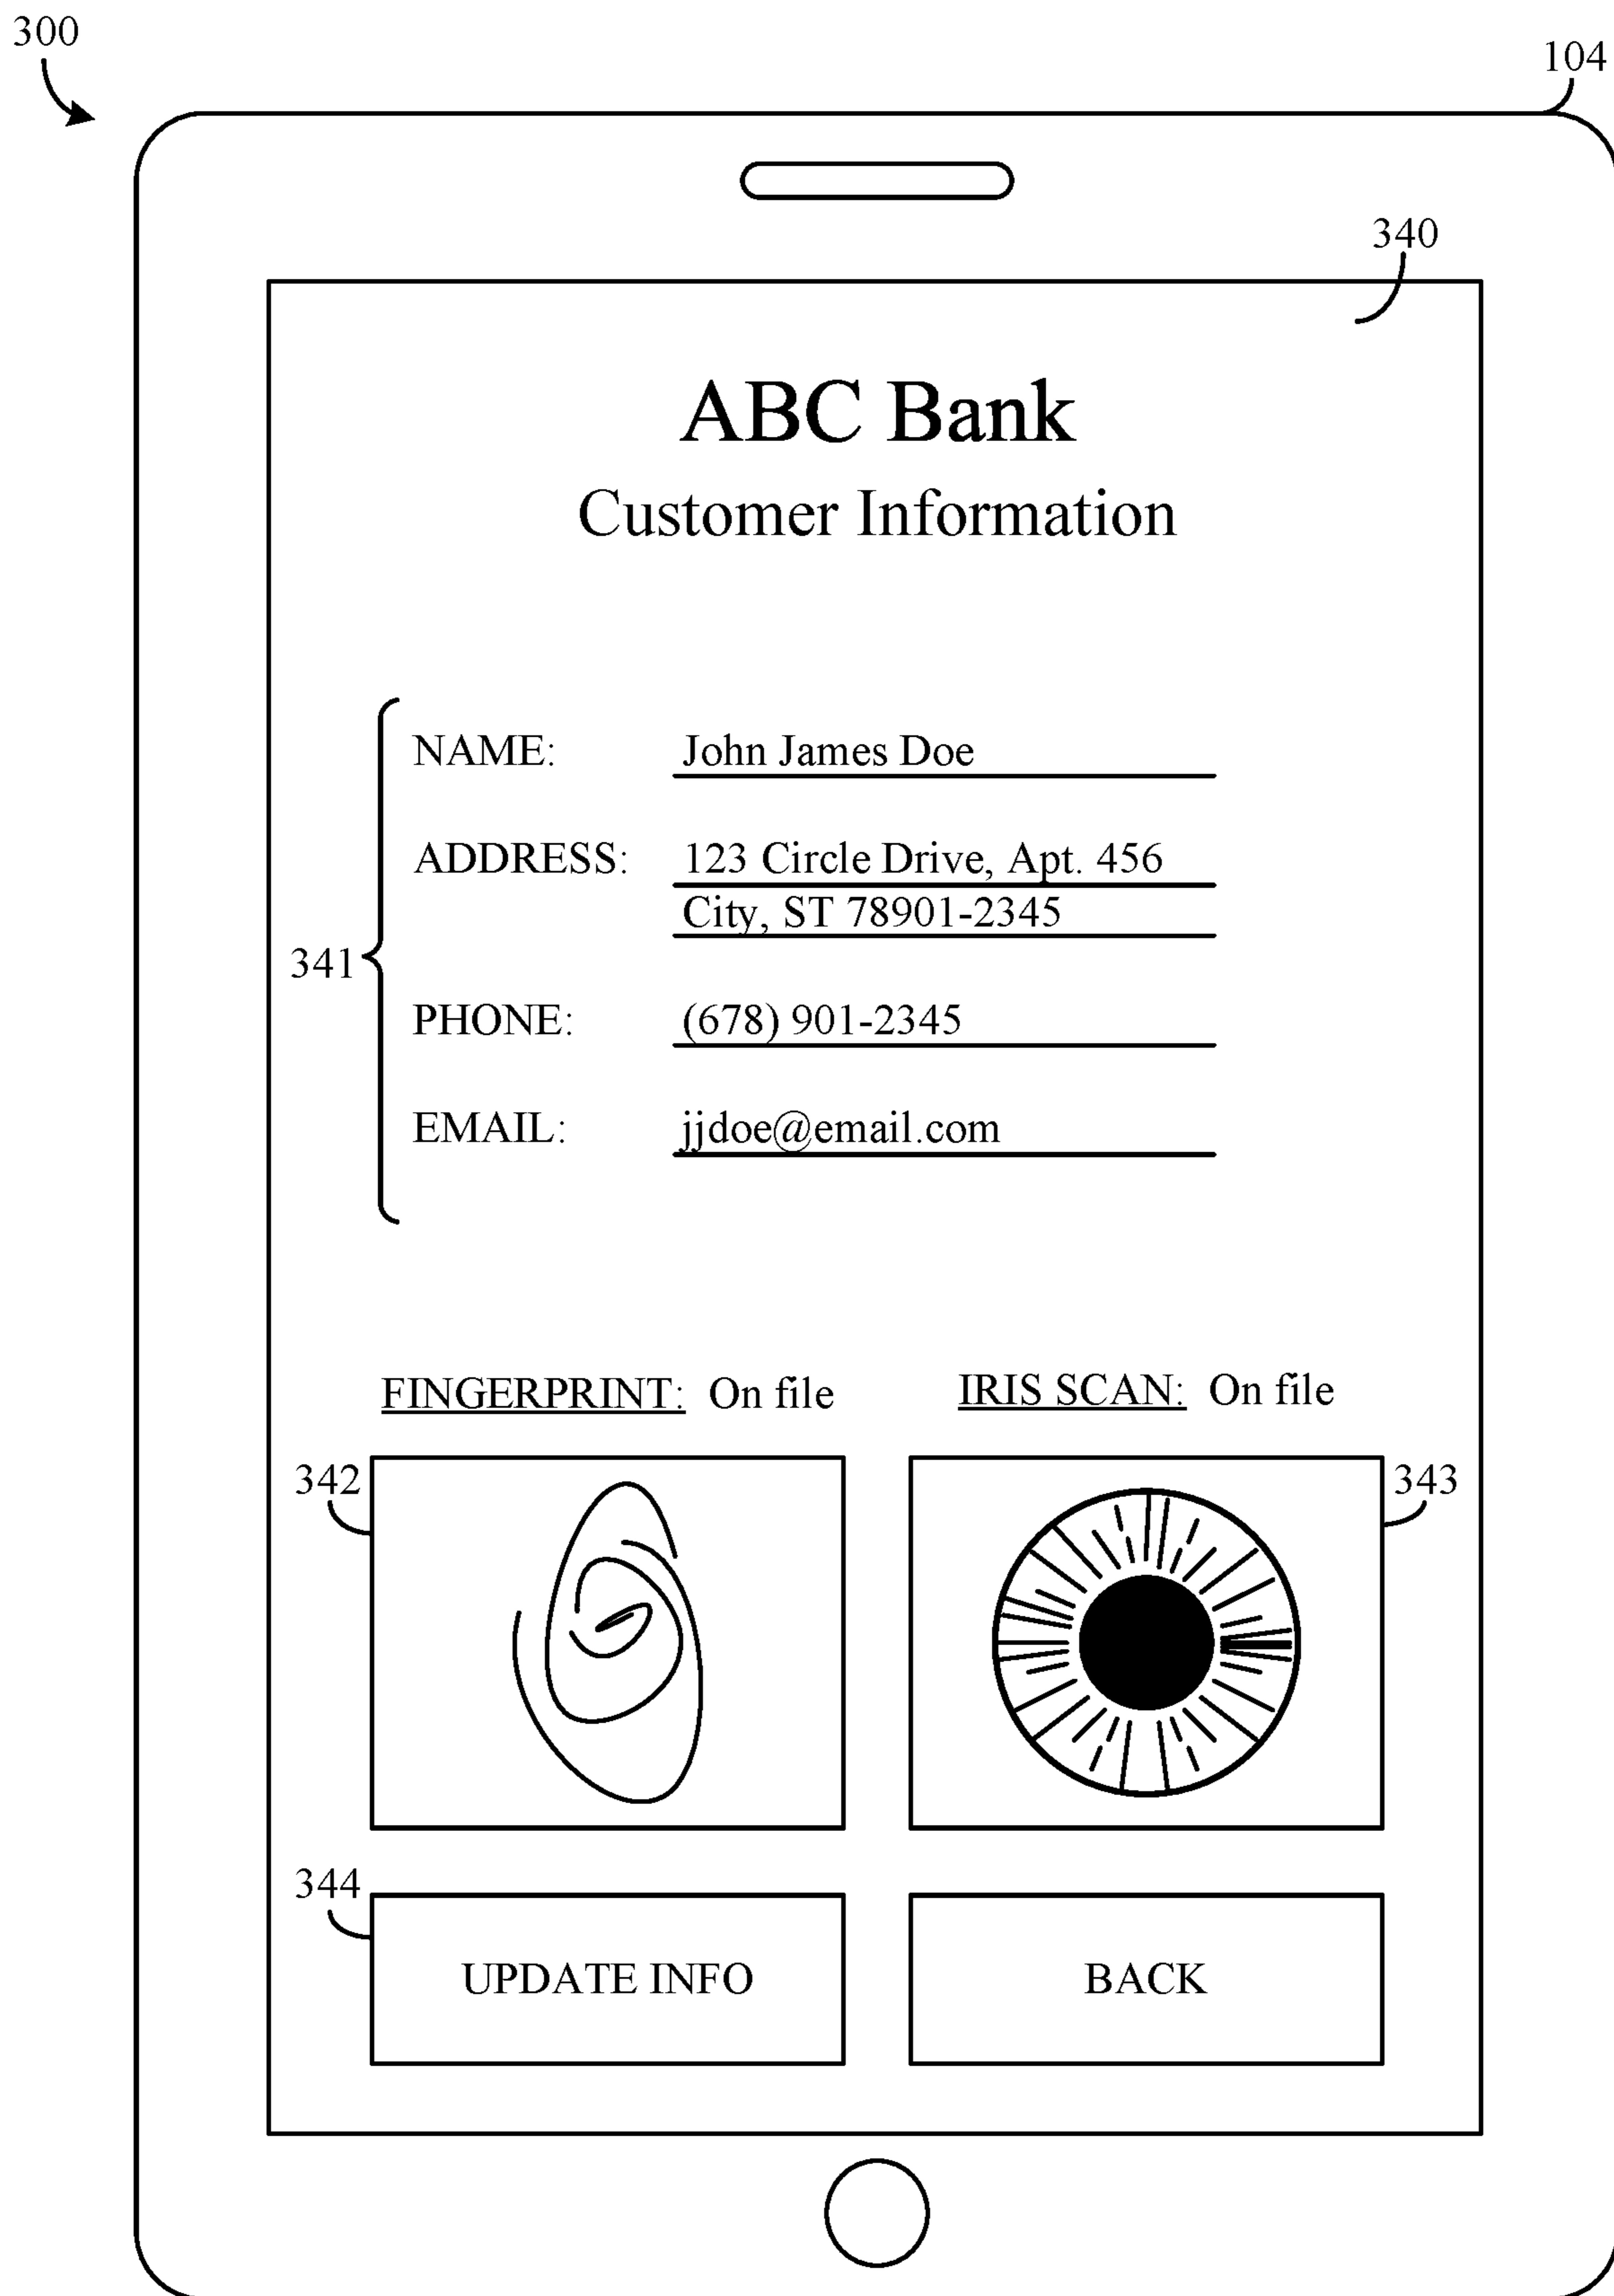 300
104
340
ABC Bank
Customer Information
NAME: John James Doe
ADDRESS: 123 Circle Drive, Apt. 456
City, ST 78901-2345
341
PHONE: (678) 901-2345
EMAIL: jjdoe@email.com
FINGERPRINT: On file IRIS SCAN: On file
342 343
344
UPDATE INFO BACK